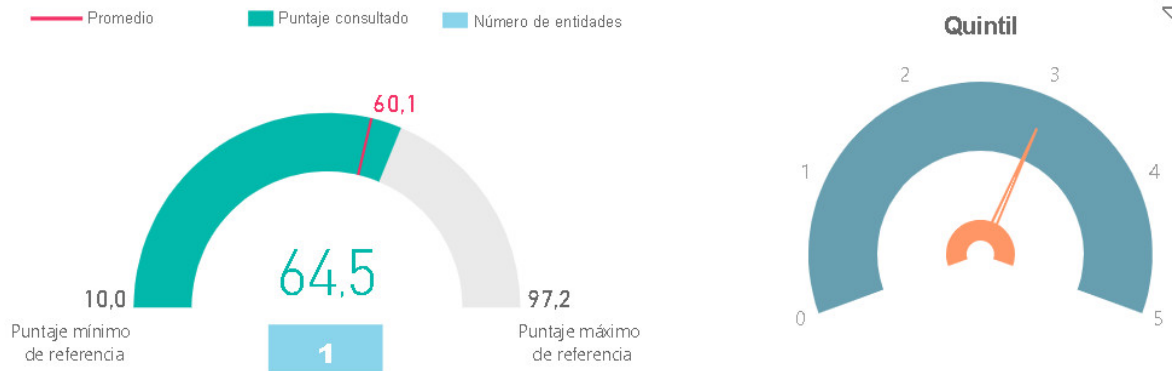 Promedio
Puntaje consultado
Número de entidades
60,1
64,5
10,0
97,2
Puntaje mínimo
de referencia
Puntaje máximo
de referencia
1
Quintil
0
1
2
3
4
5